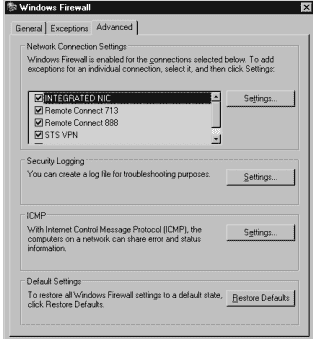 Windows Firewall
General Exceptions Advanced
Network Connection Settings
Windows Firewall is enabled for the connections selected below. To add
exceptions for an individual connection, select it, and then click Settings:
INTEGRATED NIC
Remote Connect 713
Remote Connect 888
STS VPN
Settings...
Security Logging
You can create a log file for troubleshooting purposes.
Settings...
ICMP
With Internet Control Message Protocol (ICMP), the
computers on a network can share error and status
information.
Settings...
Default Settings
To restore all Windows Firewall settings to a default state,
click Restore Defaults.
Restore Defaults